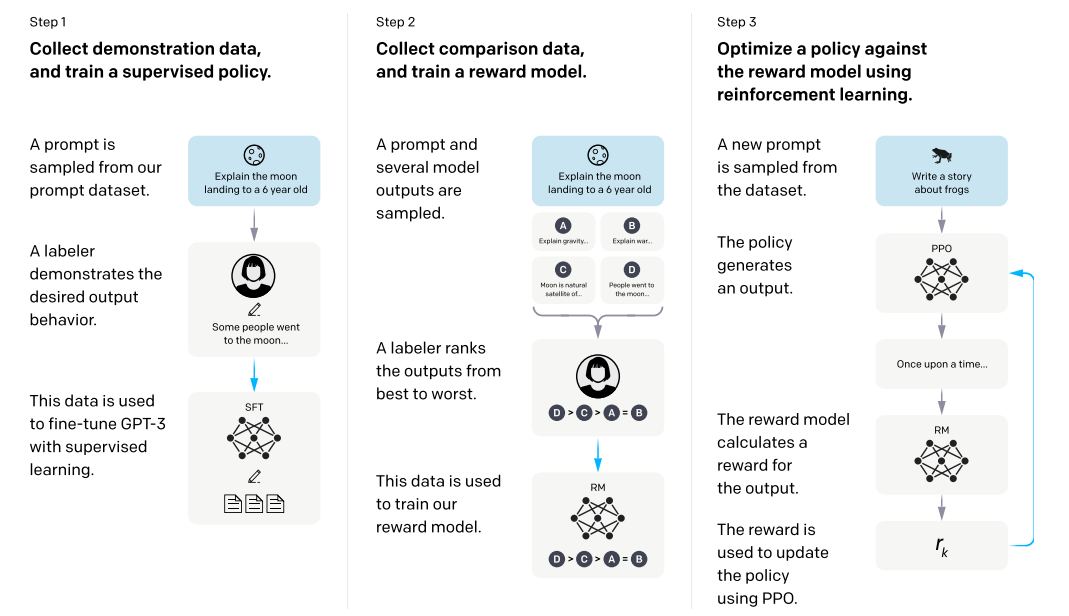 Step 1
Collect demonstration data,
and train a supervised policy.
A prompt is
sampled from our
prompt dataset.
Explain the moon
landing to a 6 year old
A labeler
demonstrates the
desired output
behavior.
Some people went
to the moon...
This data is used
to fine-tune GPT-3
with supervised
learning.
SFT
Step 2
Collect comparison data,
and train a reward model.
A prompt and
several model
outputs are
sampled.
Explain the moon
landing to a 6 year old
A
Explain gravity...
B
Explain war...
C
Moon is natural
satellite of...
D
People went to
the moon...
A labeler ranks
the outputs from
best to worst.
D > C > A = B
This data is used
to train our
reward model.
RM
D > C > A = B
Step 3
Optimize a policy against
the reward model using
reinforcement learning.
A new prompt
is sampled from
the dataset.
Write a story
about frogs
The policy
generates
an output.
PPO
Once upon a time...
The reward model
calculates a
reward for
the output.
RM
The reward is
used to update
the policy
using PPO.
rk